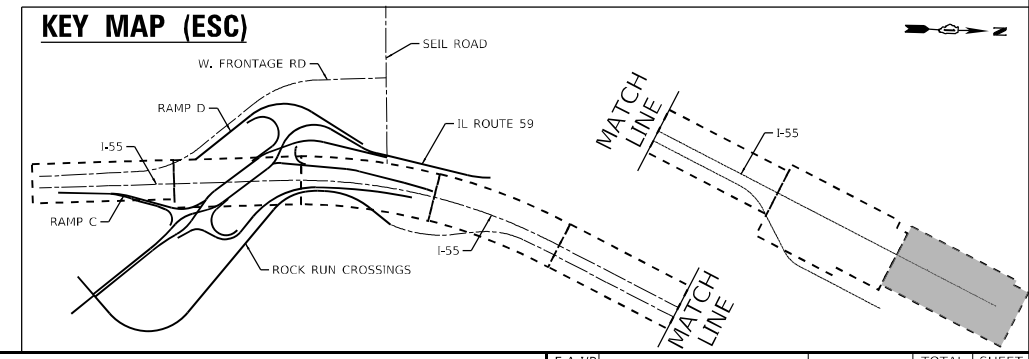 KEY MAP (ESC)
SEIL ROAD
W. FRONTAGE RD
RAMP D
I-55
IL ROUTE 59
RAMP C
I-55
ROCK RUN CROSSINGS
MATCH
LINE
MATCH
LINE
I-55
N
TOTAL
SHEET